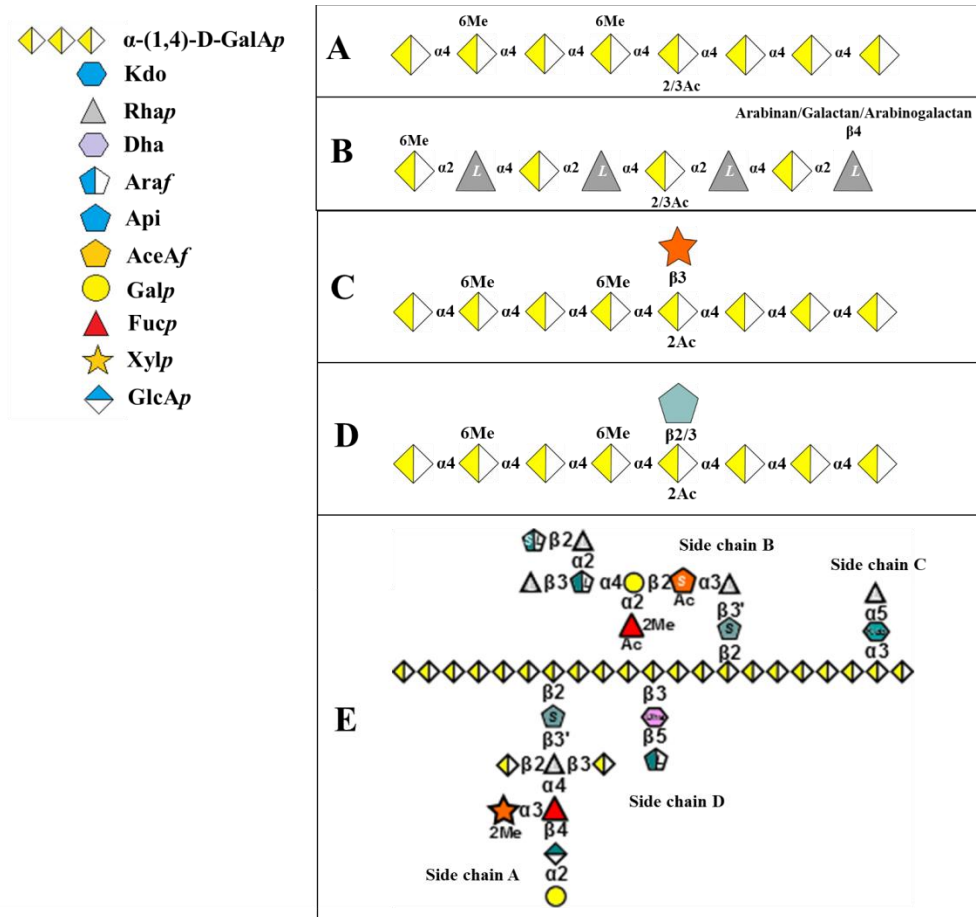 α-(1,4)-D-GalAp
Kdo
Rhap
Dha
Araf
Api
AceAf
Galp
Fucp
Xylp
GlcAp
A
6Me 6Me
α4 α4 α4 α4 α4 α4 α4
2/3Ac
B
Arabinan/Galactan/Arabinogalactan
β4
6Me
α2 L α4 α2 L α4 α2 L α4 α2 L
2/3Ac
C
β3
6Me 6Me
α4 α4 α4 α4 α4 α4 α4
2Ac
D
β2/3
6Me 6Me
α4 α4 α4 α4 α4 α4 α4
2Ac
E
Side chain B
Side chain C
S L β2
α2
β3 L α4 β2 S α3
Ac
α2
2Me
Ac
β3'
S
β2
α5
α3
β2
S
β3'
β2 β3
α4
2Me α3
β4
α2
β3
Dha
β5
L
Side chain D
Side chain A